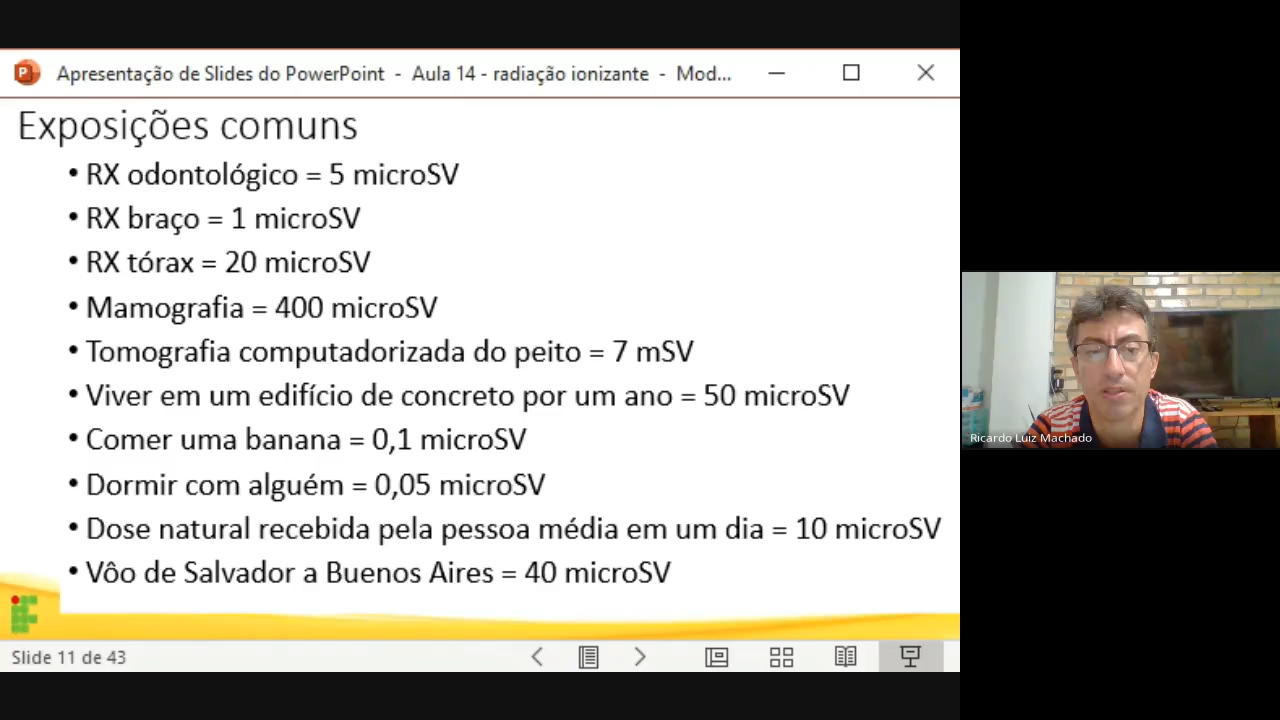 Apresentação de Slides do PowerPoint - Aula 14 - radiação ionizante - Mod...
Exposições comuns
• RX odontológico = 5 microSV
• RX braço = 1 microSV
• RX tórax = 20 microSV
• Mamografia = 400 microSV
• Tomografia computadorizada do peito = 7 mSV
• Viver em um edifício de concreto por um ano = 50 microSV
• Comer uma banana = 0,1 microSV
• Dormir com alguém = 0,05 microSV
• Dose natural recebida pela pessoa média em um dia = 10 microSV
• Vôo de Salvador a Buenos Aires = 40 microSV
Slide 11 de 43
Ricardo Luiz Machado